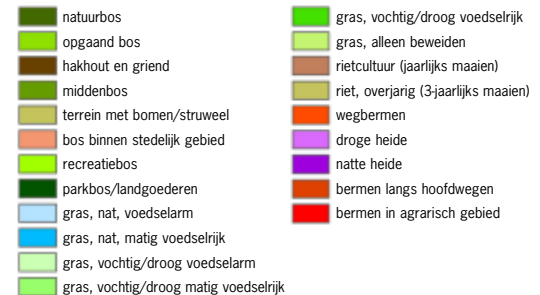 natuurbos
opgaand bos
hakhout en griend
middenbos
terrein met bomen/struweel
bos binnen stedelijk gebied
recreatiebos
parkbos/landgoederen
gras, nat, voedselarm
gras, nat, matig voedselrijk
gras, vochtig/droog voedselarm
gras, vochtig/droog matig voedselrijk
gras, vochtig/droog voedselrijk
gras, alleen beweiden
rietcultuur (jaarlijks maaien)
riet, overjarig (3-jaarlijks maaien)
wegbermen
droge heide
natte heide
bermen langs hoofdwegen
bermen in agrarisch gebied